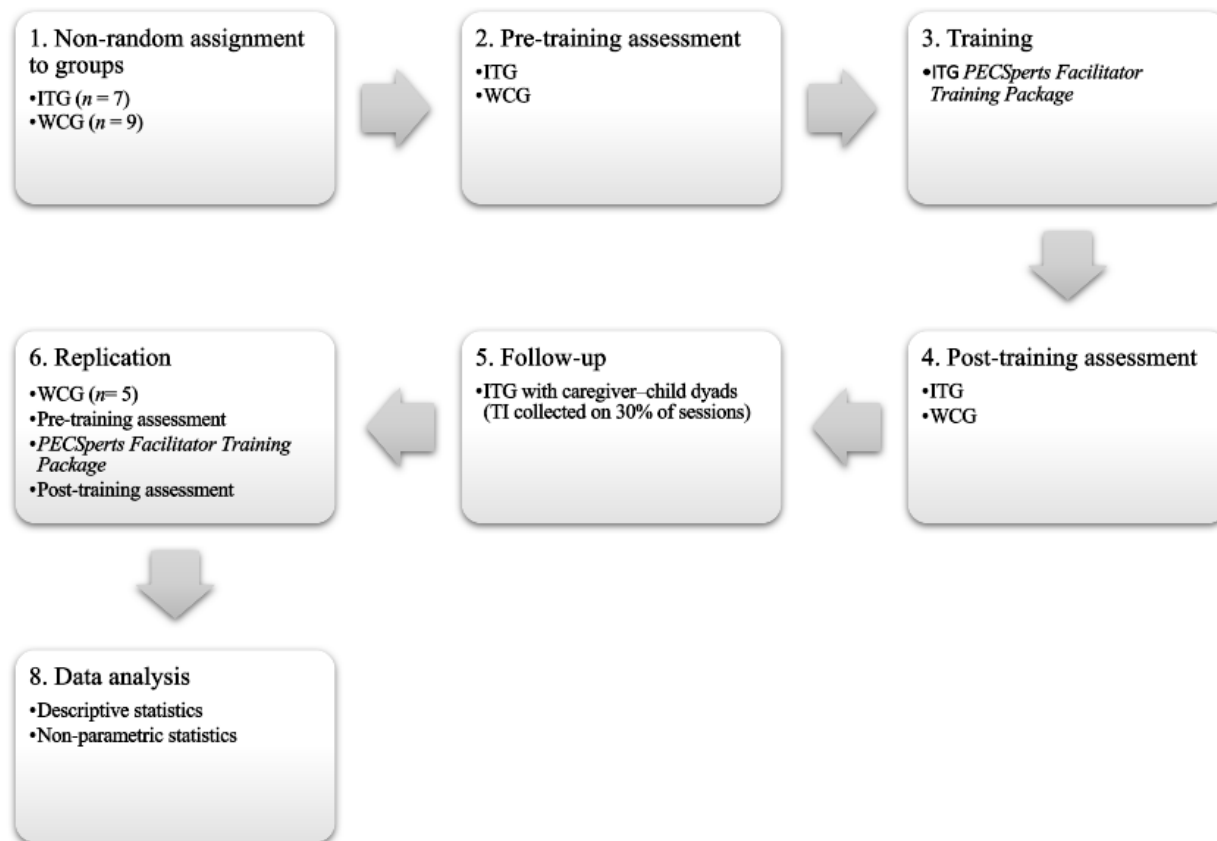 1. Non-random assignment
to groups
•ITG (n = 7)
•WCG (n = 9)
2. Pre-training assessment
•ITG
•WCG
3. Training
•ITG PECSperts Facilitator
Training Package
4. Post-training assessment
•ITG
•WCG
5. Follow-up
•ITG with caregiver–child dyads
(TI collected on 30% of sessions)
6. Replication
•WCG (n= 5)
•Pre-training assessment
•PECSperts Facilitator Training
Package
•Post-training assessment
8. Data analysis
•Descriptive statistics
•Non-parametric statistics